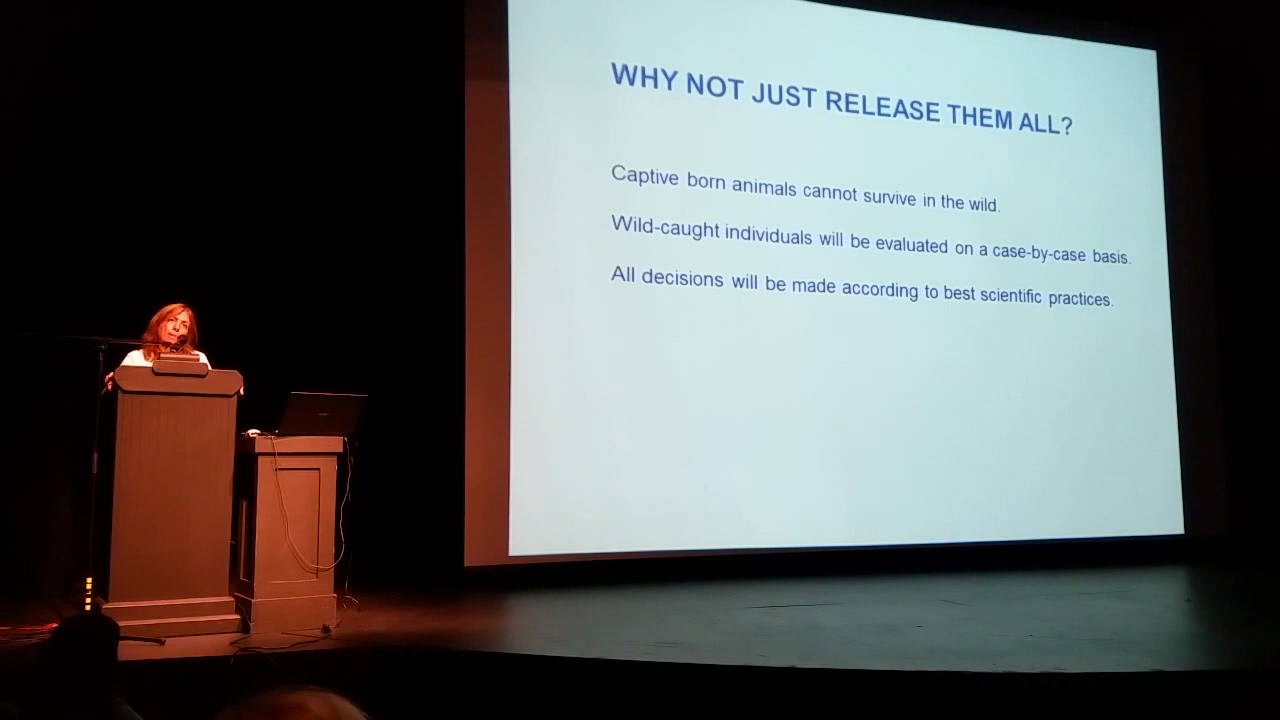 WHY NOT JUST RELEASE THEM ALL?
Captive born animals cannot survive in the wild.
Wild-caught individuals will be evaluated on a case-by-case basis.
All decisions will be made according to best scientific practices.